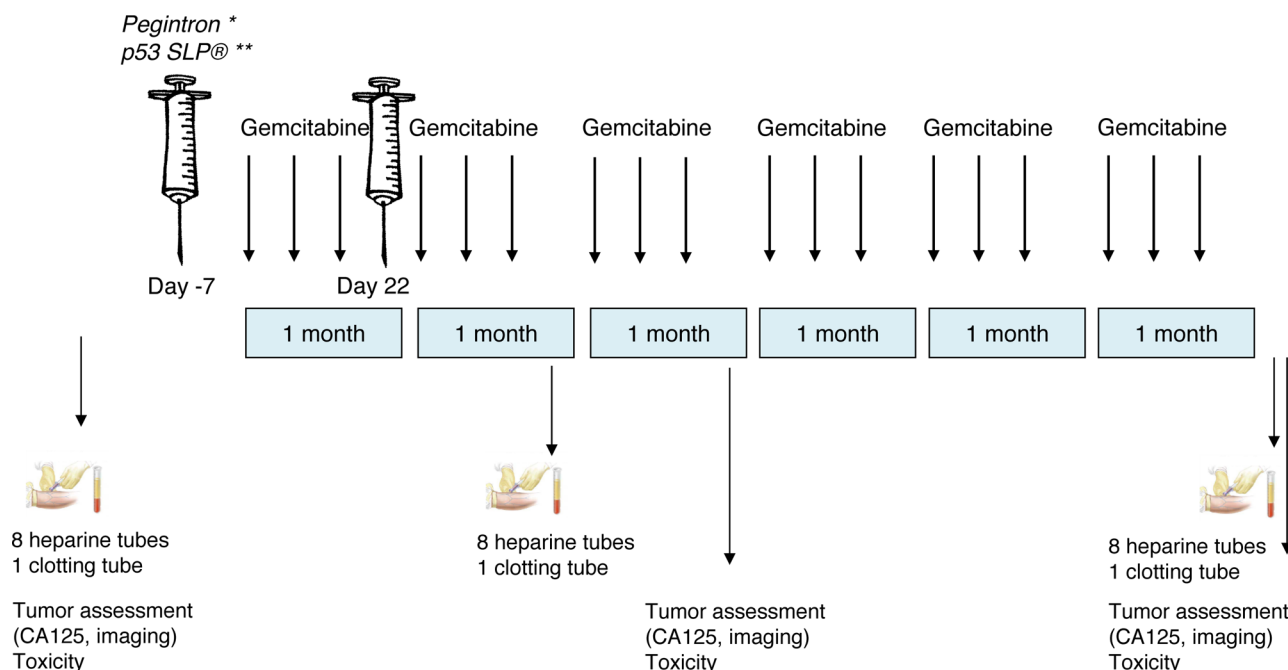 Pegintron *
p53 SLP® **
Gemcitabine
Gemcitabine
Gemcitabine
Gemcitabine
Gemcitabine
Gemcitabine
Day -7
Day 22
1 month
1 month
1 month
1 month
1 month
1 month
8 heparine tubes
1 clotting tube
8 heparine tubes
1 clotting tube
8 heparine tubes
1 clotting tube
Tumor assessment
(CA125, imaging)
Toxicity
Tumor assessment
(CA125, imaging)
Toxicity
Tumor assessment
(CA125, imaging)
Toxicity